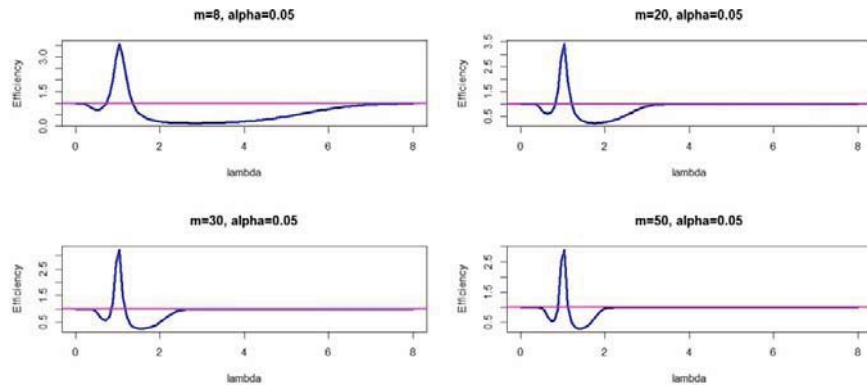 m=8, alpha=0.05
Efficiency
0.0 1.5 3.0
0 2 4 6 8
lambda
m=20, alpha=0.05
Efficiency
0.5 1.5 2.5 3.5
0 2 4 6 8
lambda
m=30, alpha=0.05
Efficiency
0.5 1.5 2.5
0 2 4 6 8
lambda
m=50, alpha=0.05
Efficiency
0.5 1.5 2.5
0 2 4 6 8
lambda